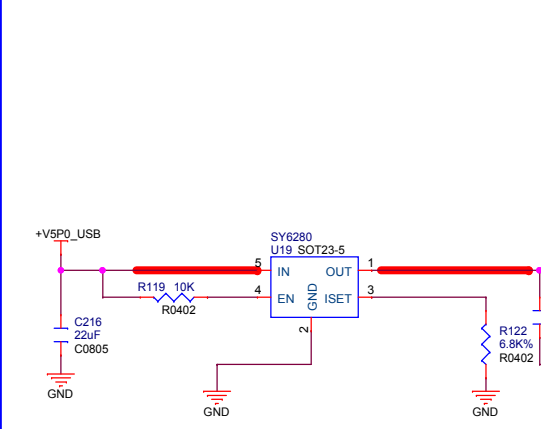 +V5P0_USB
SY6280
U19 SOT23-5
5
IN
OUT
1
R119 10K
4
EN
GND
ISET
3
R0402
2
C216
22uF
C0805
R122
6.8K%
R0402
GND
GND
GND